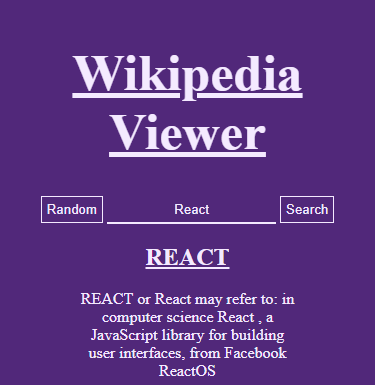 Wikipedia
Viewer
Random React Search
REACT
REACT or React may refer to: in
computer science React , a
JavaScript library for building
user interfaces, from Facebook
ReactOS